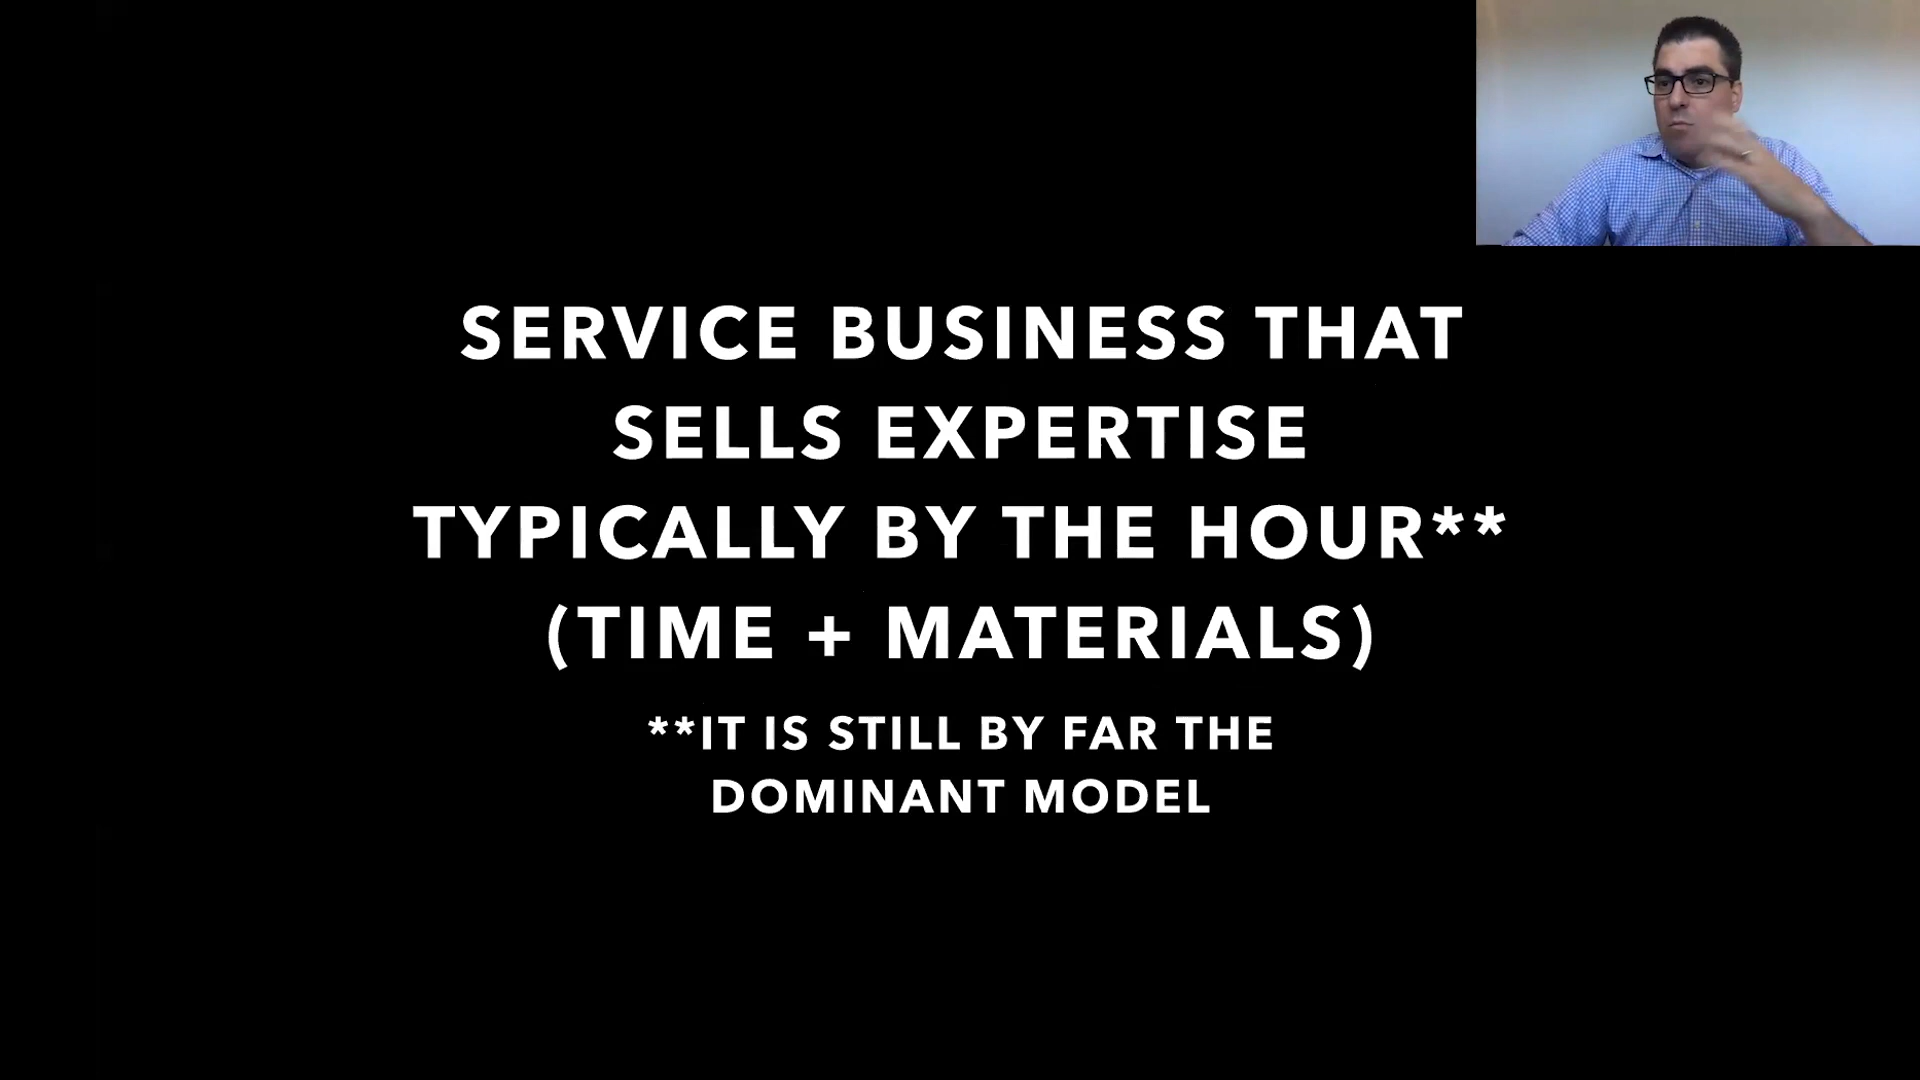 SERVICE BUSINESS THAT
SELLS EXPERTISE
TYPICALLY BY THE HOUR**
(TIME + MATERIALS)
**IT IS STILL BY FAR THE
DOMINANT MODEL